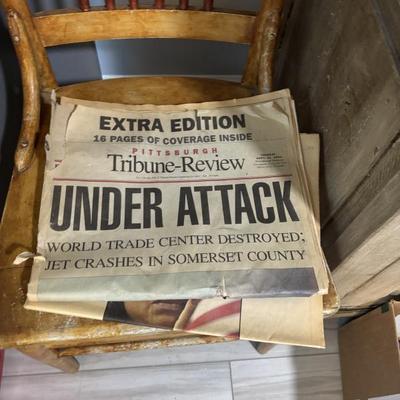 EXTRA EDITION
16 PAGES OF COVERAGE INSIDE
PITTSBURGH
Tribune-Review
UNDER ATTACK
WORLD TRADE CENTER DESTROYED;
JET CRASHES IN SOMERSET COUNTY